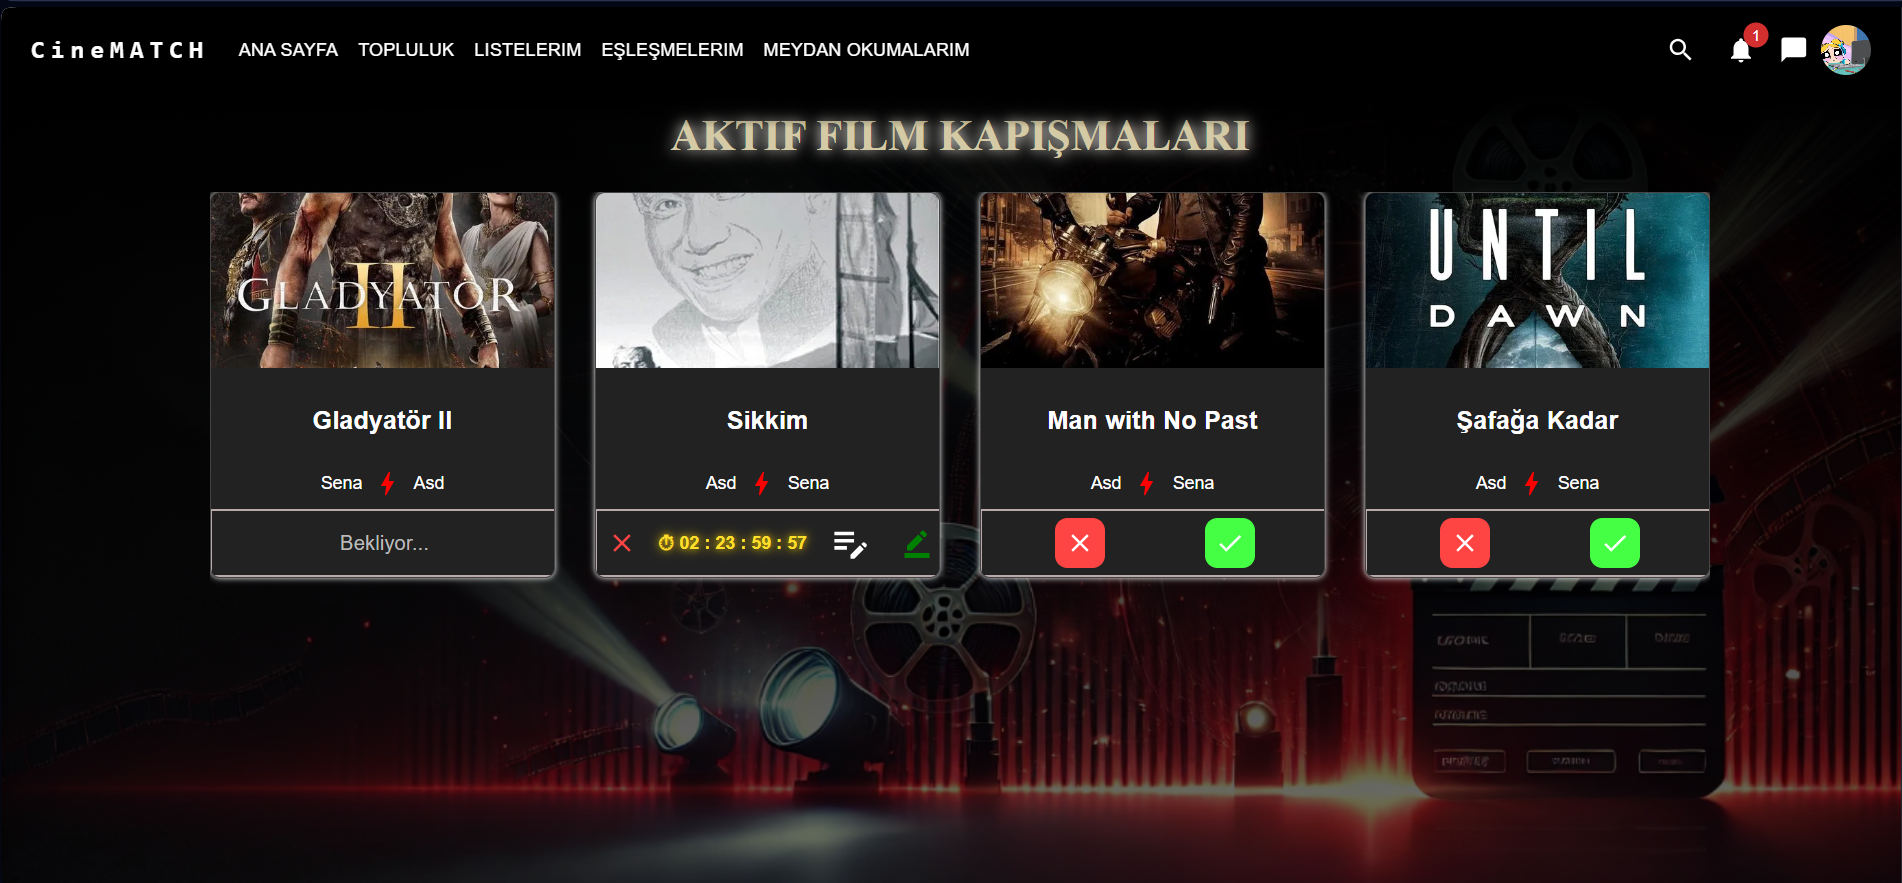 CineMATCH ANA SAYFA TOPLULUK LISTELERIM EŞLEŞMELERIM MEYDAN OKUMALARIM 1
AKTIF FILM KAPIŞMALARI
GLADYATÖR
II
UNTIL
DAWN
Gladyatör II
Sikkim
Man with No Past
Şafağa Kadar
Sena Asd
Asd Sena
Asd Sena
Asd Sena
Bekliyor...
02 : 23 : 59 : 57